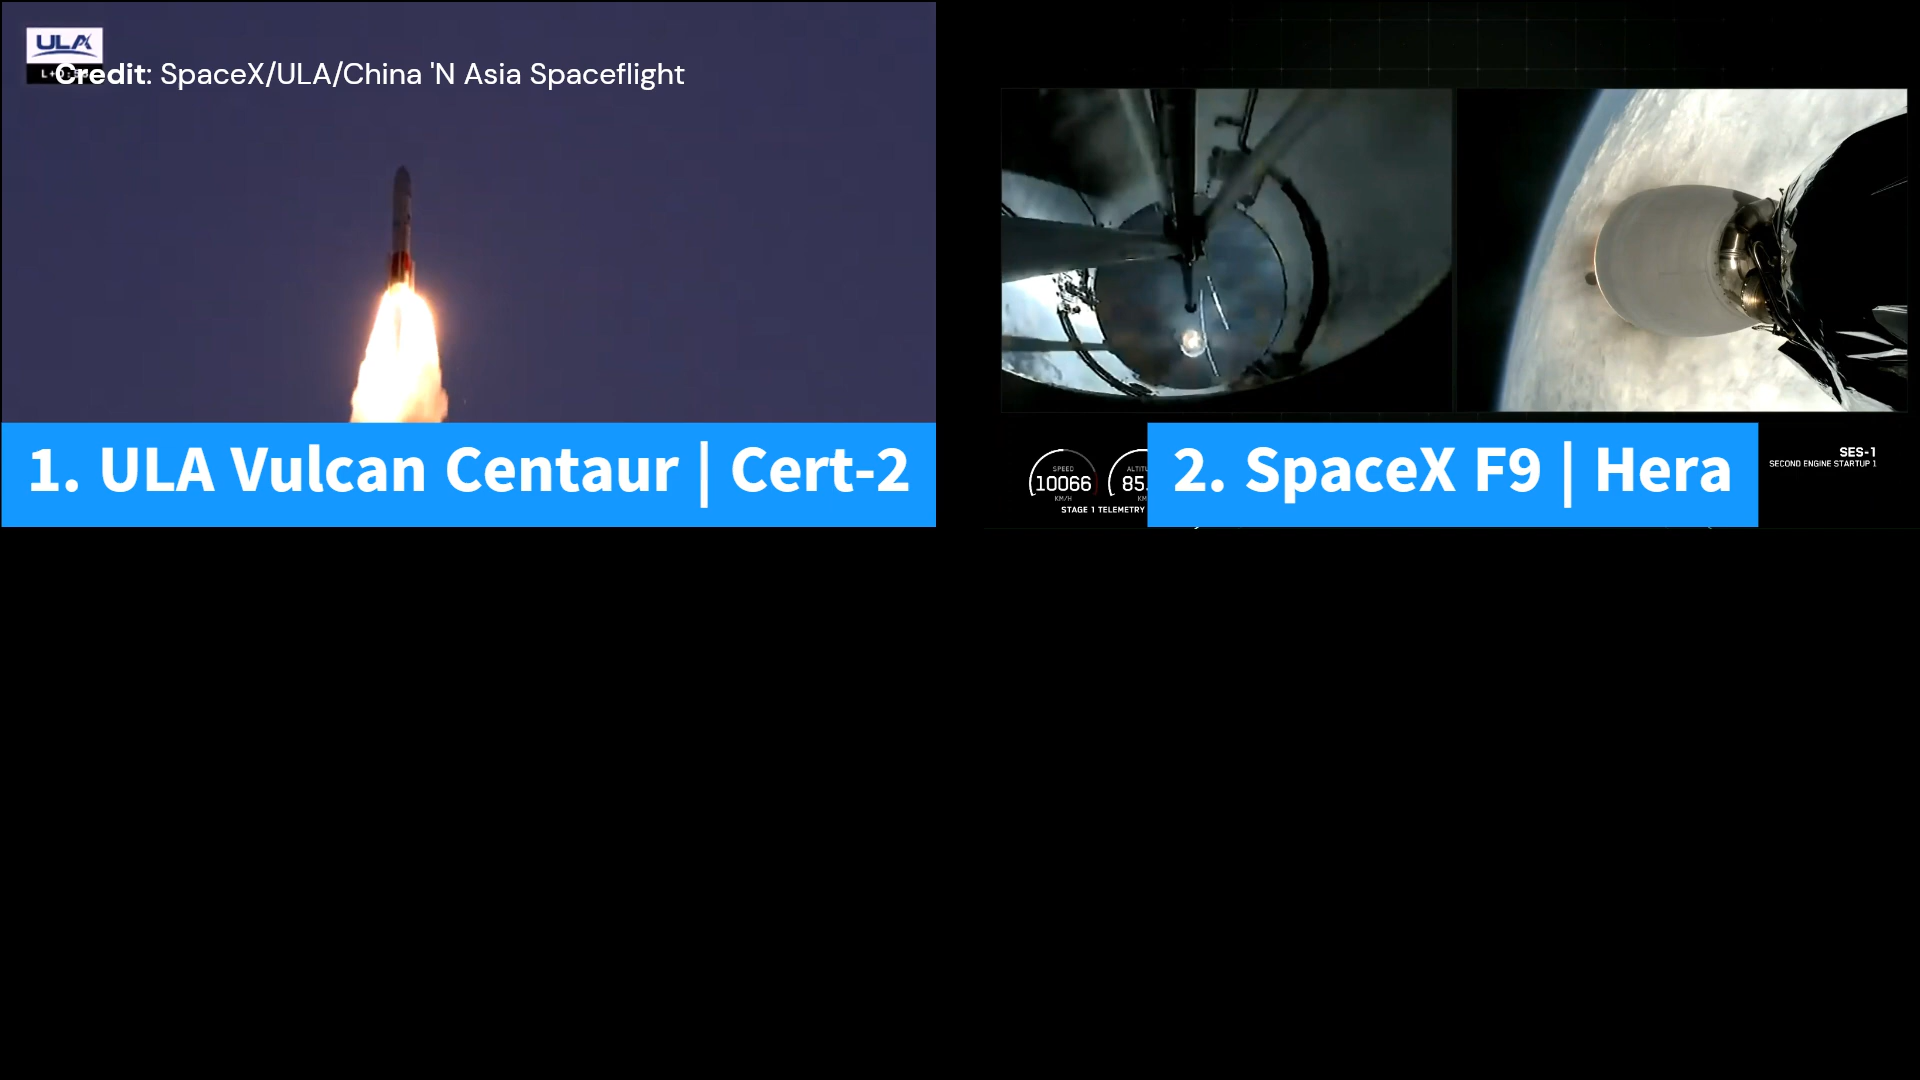 ULA
Credit: SpaceX/ULA/China 'N Asia Spaceflight
1. ULA Vulcan Centaur | Cert-2
2. SpaceX F9 | Hera
SPEED
10066
KM/H
85.
STAGE 1 TELEMETRY
SES-1
SECOND ENGINE STARTUP 1